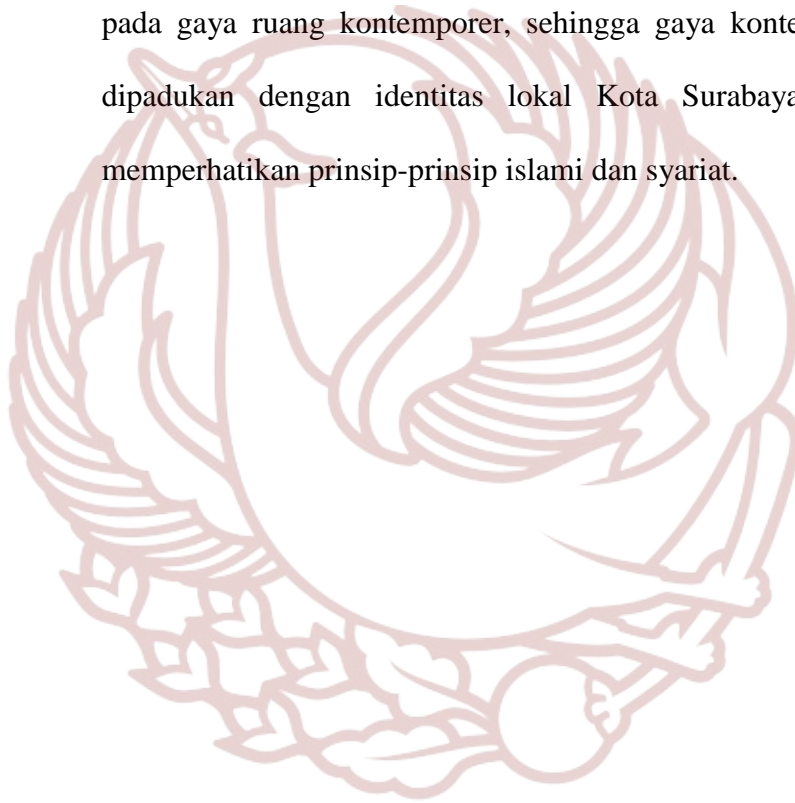 pada gaya ruang kontemporer, sehingga gaya konte
dipadukan dengan identitas lokal Kota Surabaya
memperhatikan prinsip-prinsip islami dan syariat.